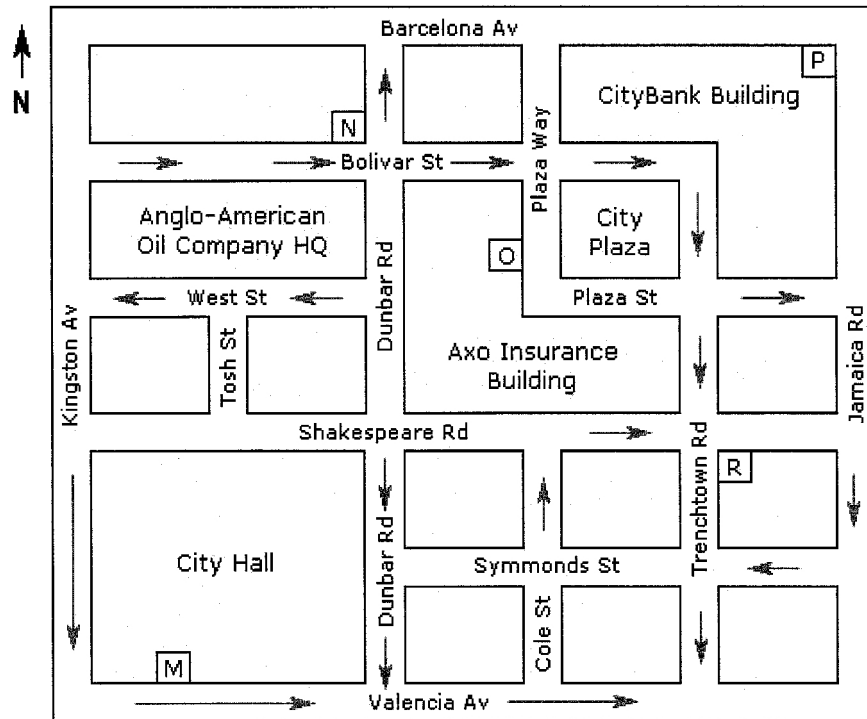 Barcelona Av
N
P
CityBank Building
N
Plaza Way
Bolivar St
Anglo-American
Oil Company HQ
City
Plaza
O
Dunbar Rd
West St
Plaza St
Kingston Av
Tosh St
Axo Insurance
Building
Jamaica Rd
Shakespeare Rd
Trenchtown Rd
R
City Hall
Dunbar Rd
Symmonds St
Cole St
M
Valencia Av